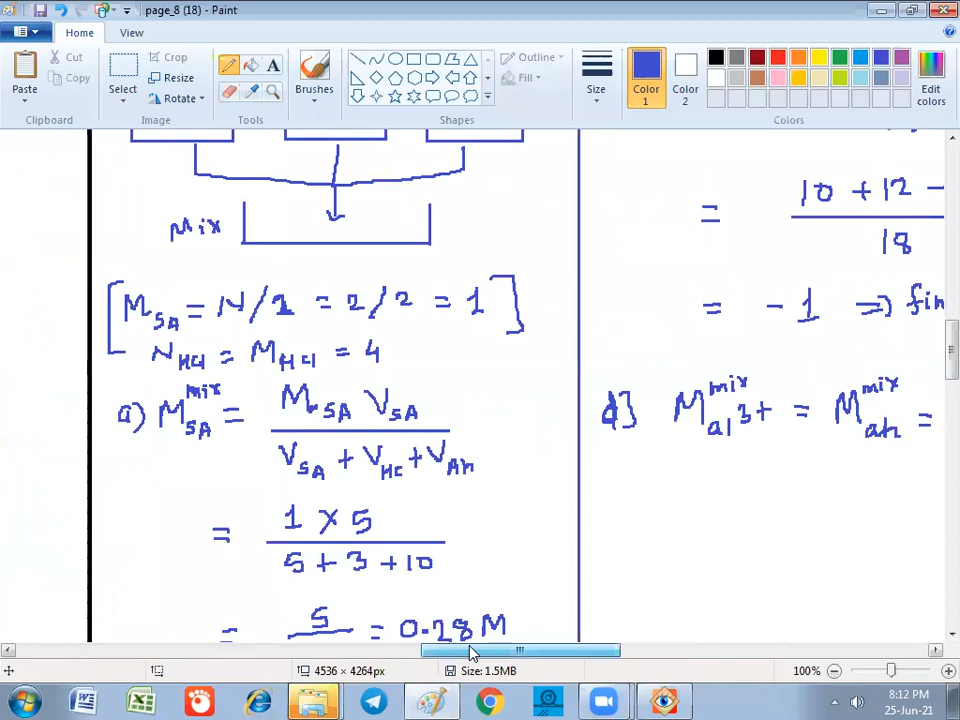 page_8 (18) - Paint
Home View
Paste Cut Copy Clipboard
Select Crop Resize Rotate Image
Tools
Brushes
Outline Fill Shapes
Size
Color 1 Color 2 Edit colors Colors
Mix
[M_SA = N/2 = 2/2 = 1]
N_HCl = M_HCl = 4
a) M_SA^mix = M_SA V_SA
V_SA + V_HC + V_Ah
= 1 × 5
5 + 3 + 10
= 5 = 0.28 M
= 10 + 12 -
18
= - 1 ⇒ fin
d] M_al3+^mix = M_ah^mix =
4536 × 4264px Size: 1.5MB 100%
8:12 PM
25-Jun-21